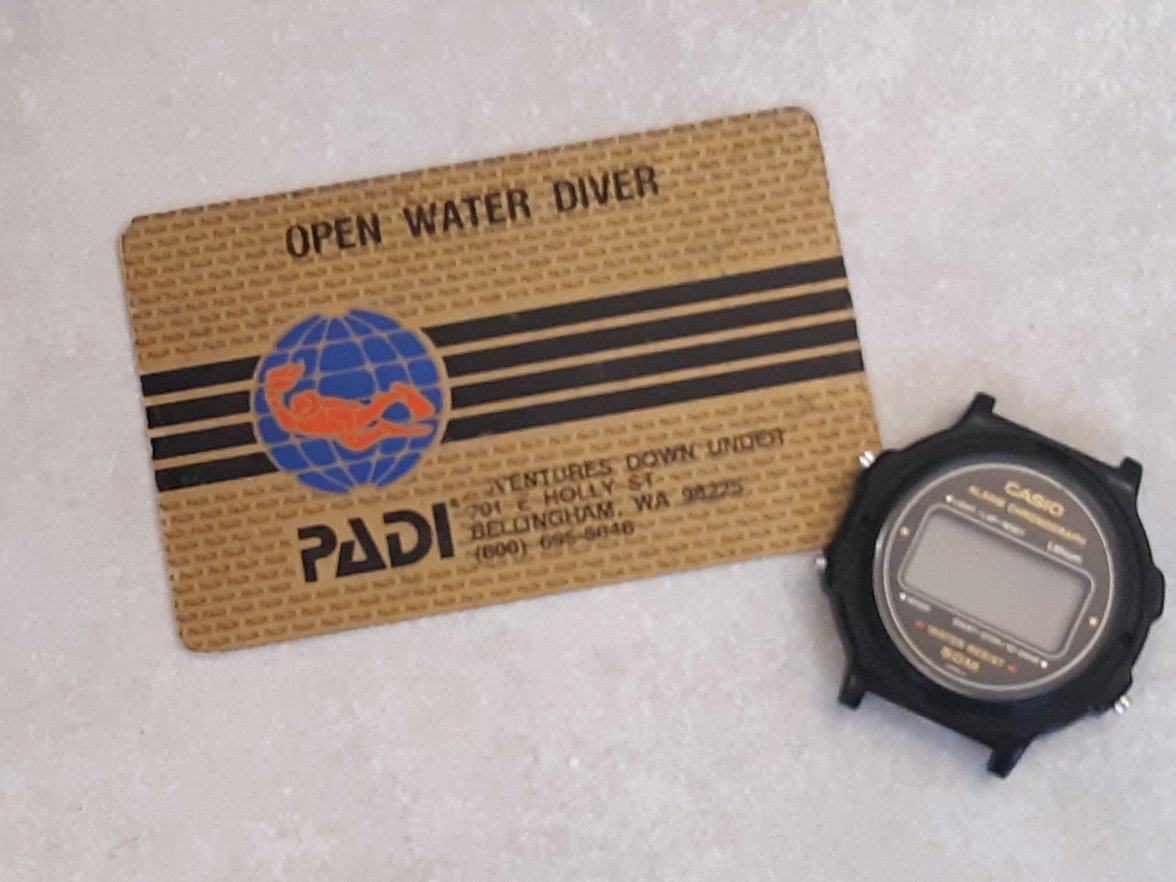 OPEN WATER DIVER
VENTURES DOWN UNDER
701 E HOLLY ST
BELLINGHAM, WA 98225
PADI®
CASIO
ALARM CHRONOGRAPH
LIGHT
WATER RESIST
50M